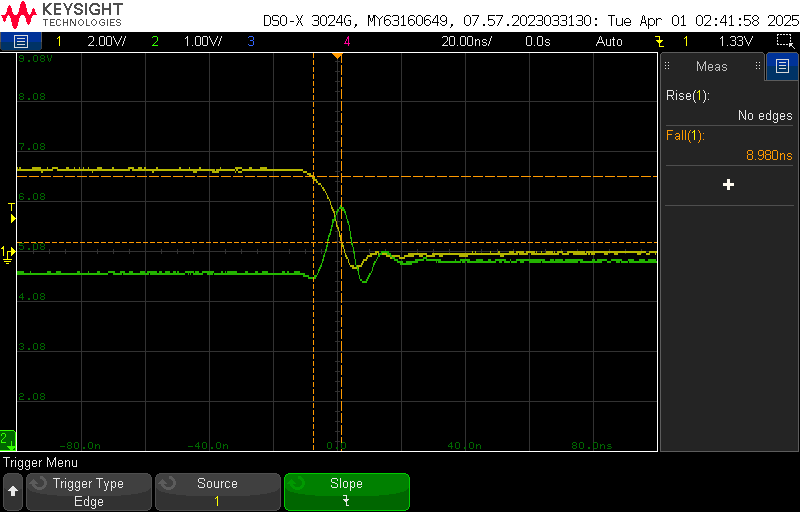 KEYSIGHT
TECHNOLOGIES
DSO-X 3024G, MY63160649, 07.57.2023033130: Tue Apr 01 02:41:58 2025
1 2.00V/ 2 1.00V/ 3 4 20.00ns/ 0.0s Auto 1 1.33V
9.08V
8.08
7.08
6.08
T
5.08
1
4.08
3.08
2.08
2
-80.0n -40.0n 0.0 40.0n 80.0ns
Meas
Rise(1):
No edges
Fall(1):
8.980ns
Trigger Menu
Trigger Type
Edge
Source
1
Slope